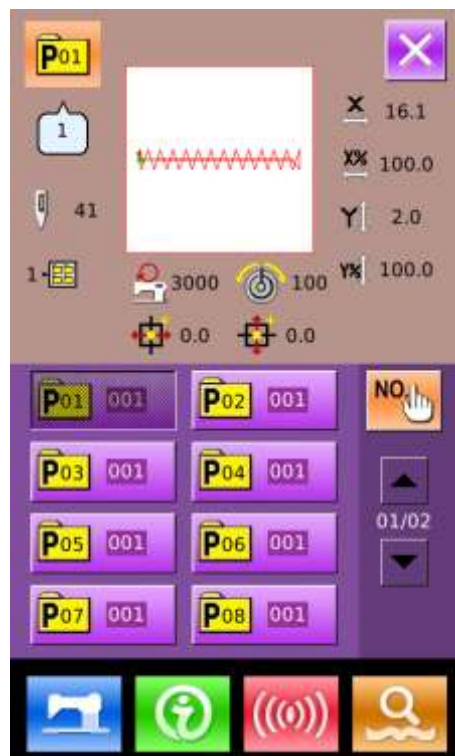 P01
1
X 16.1
X% 100.0
41
Y 2.0
1-
3000
100
Y% 100.0
0.0
0.0
P01 001
P02 001
NO.
P03 001
P04 001
01/02
P05 001
P06 001
P07 001
P08 001